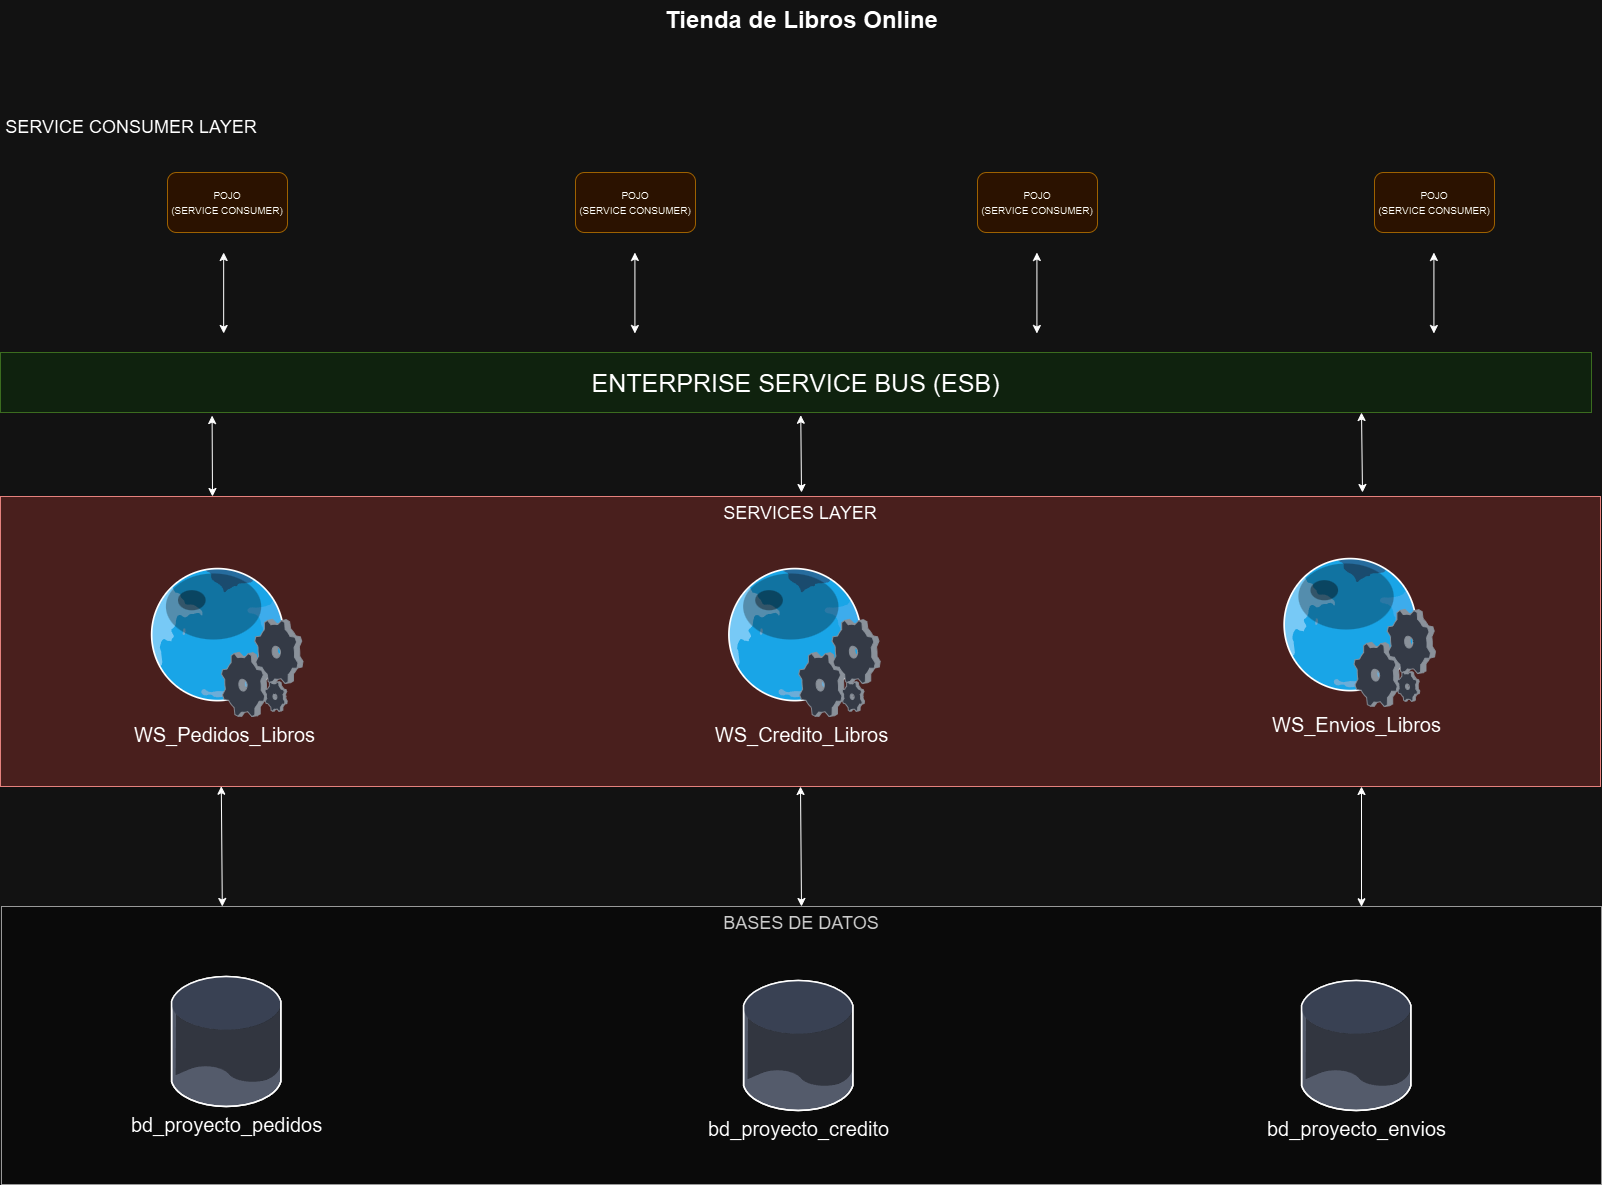 Tienda de Libros Online
SERVICE CONSUMER LAYER
POJO
(SERVICE CONSUMER)
POJO
(SERVICE CONSUMER)
POJO
(SERVICE CONSUMER)
POJO
(SERVICE CONSUMER)
ENTERPRISE SERVICE BUS (ESB)
SERVICES LAYER
WS_Pedidos_Libros
WS_Credito_Libros
WS_Envios_Libros
BASES DE DATOS
bd_proyecto_pedidos
bd_proyecto_credito
bd_proyecto_envios